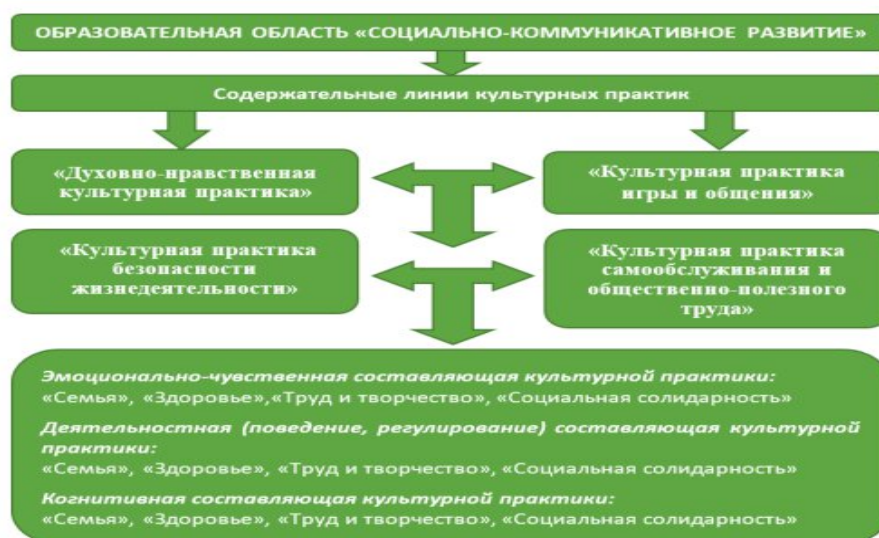 ОБРАЗОВАТЕЛЬНАЯ ОБЛАСТЬ «СОЦИАЛЬНО-КОММУНИКАТИВНОЕ РАЗВИТИЕ»
Содержательные линии культурных практик
«Духовно-нравственная
культурная практика»
«Культурная практика
игры и общения»
«Культурная практика
безопасности
жизнедеятельности»
«Культурная практика
самообслуживания и
общественно-полезного
труда»
Эмоционально-чувственная составляющая культурной практики:
«Семья», «Здоровье»,«Труд и творчество», «Социальная солидарность»
Деятельностная (поведение, регулирование) составляющая культурной
практики:
«Семья», «Здоровье», «Труд и творчество», «Социальная солидарность»
Когнитивная составляющая культурной практики:
«Семья», «Здоровье», «Труд и творчество», «Социальная солидарность»